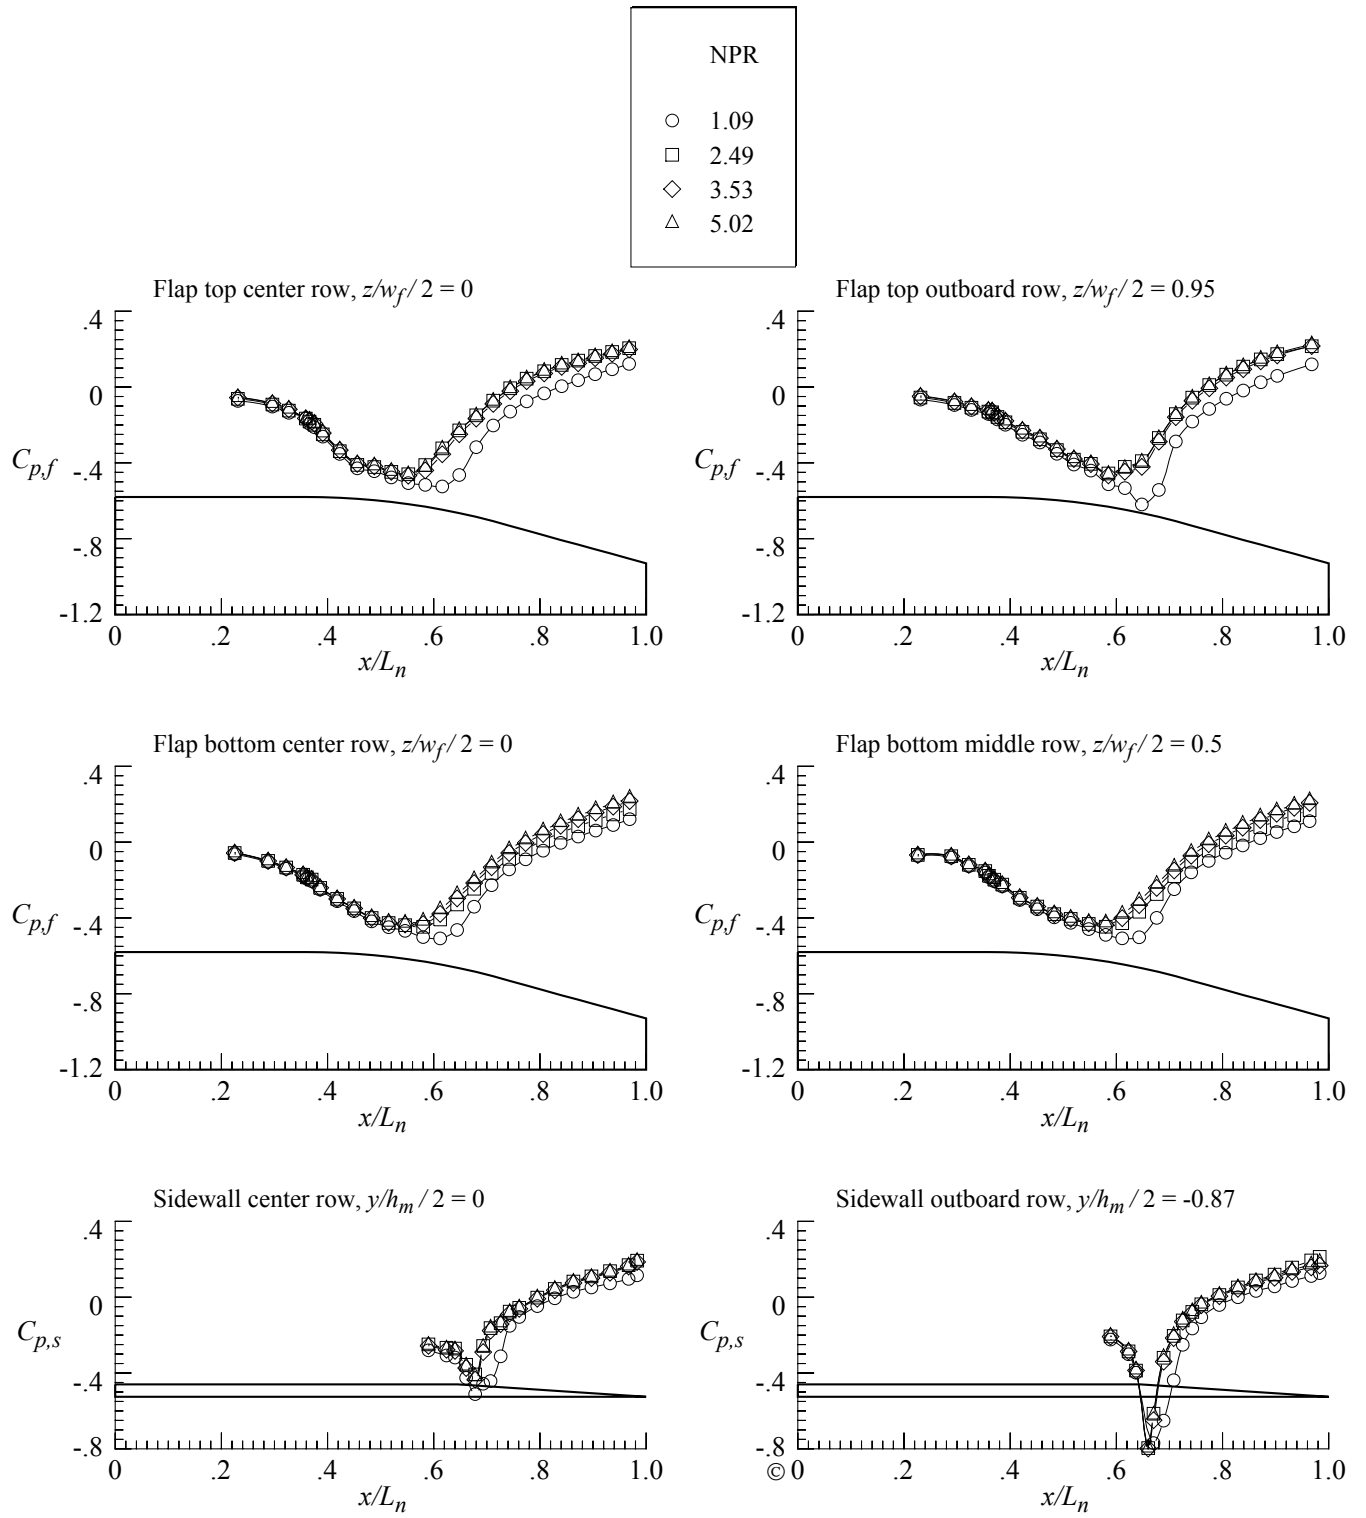 NPR
1.09
2.49
3.53
5.02
Flap top center row, z/w_f / 2 = 0
.4
0
-.4
-.8
-1.2
C_p,f
0 .2 .4 .6 .8 1.0
x/L_n
Flap top outboard row, z/w_f / 2 = 0.95
.4
0
-.4
-.8
-1.2
C_p,f
0 .2 .4 .6 .8 1.0
x/L_n
Flap bottom center row, z/w_f / 2 = 0
.4
0
-.4
-.8
-1.2
C_p,f
0 .2 .4 .6 .8 1.0
x/L_n
Flap bottom middle row, z/w_f / 2 = 0.5
.4
0
-.4
-.8
-1.2
C_p,f
0 .2 .4 .6 .8 1.0
x/L_n
Sidewall center row, y/h_m / 2 = 0
.4
0
-.4
-.8
C_p,s
0 .2 .4 .6 .8 1.0
x/L_n
Sidewall outboard row, y/h_m / 2 = -0.87
.4
0
-.4
-.8
C_p,s
© 0 .2 .4 .6 .8 1.0
x/L_n